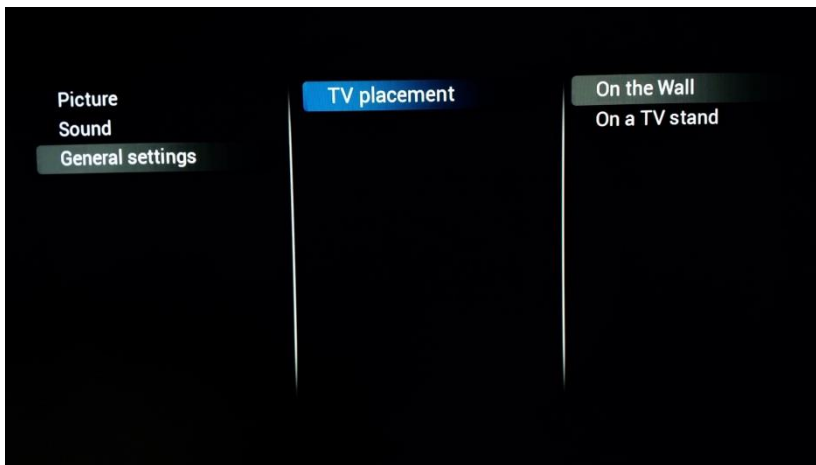 Picture
Sound
General settings
TV placement
On the Wall
On a TV stand